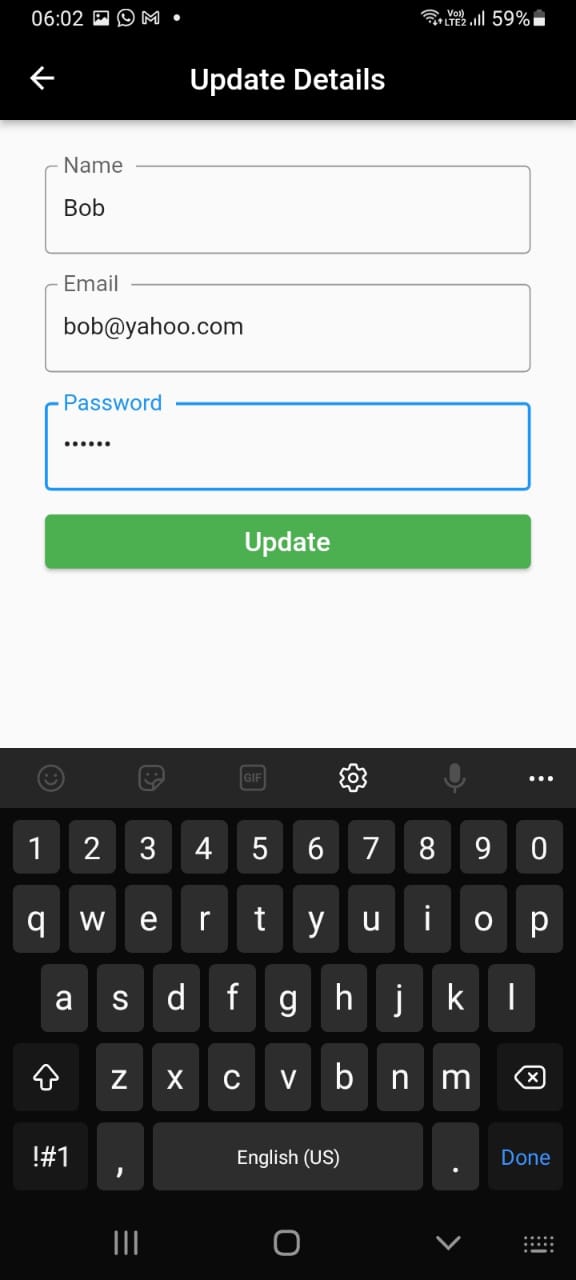 06:02 Vo)) LTE2 59%
Update Details
Name
Bob
Email
bob@yahoo.com
Password
••••••
Update
GIF
1 2 3 4 5 6 7 8 9 0
q w e r t y u i o p
a s d f g h j k l
z x c v b n m
!#1 , English (US) . Done